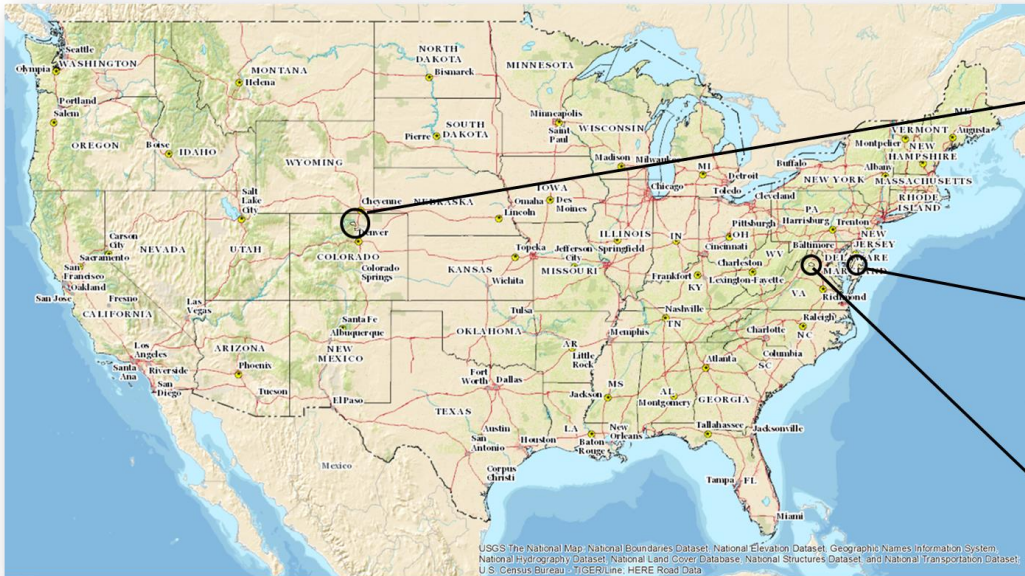 Seattle
Olympia
WASHINGTON
Portland
Salem
OREGON
Boise
IDAHO
MONTANA
Helena
NORTH
DAKOTA
Bismarck
MINNESOTA
Minneapolis
Saint
Paul
WISCONSIN
Pierre
SOUTH
DAKOTA
WYOMING
Salt
Lake
City
Cheyenne
NEBRASKA
Lincoln
Omaha
IOWA
Des
Moines
Madison
Milwauke
Chicago
MI
Detroit
Toledo
Cleveland
Buffalo
NEW YORK
Albany
VERMONT
Montpelier
Augusta
ME
NEW
HAMPSHIRE
MASSACHUSETTS
RHODE
ISLAND
PA
Pittsburgh
Harrisburg
Trenton
NEW
JERSEY
Baltimore
DELAWARE
MARYLAND
WV
Charleston
OH
Cincinnati
IN
ILLINOIS
Springfield
Carson
City
Sacramento
NEVADA
UTAH
Denver
COLORADO
Colorado
Springs
KANSAS
Topeka
Wichita
Jefferson
City
MISSOURI
Frankfort
KY
Lexington-Fayette
VA
Richmond
San
Francisco
Oakland
San Jose
Fresno
CALIFORNIA
Las
Vegas
Los
Angeles
Santa
Ana
Riverside
San
Diego
ARIZONA
Phoenix
Tucson
Santa Fe
Albuquerque
NEW
MEXICO
El Paso
Tulsa
OKLAHOMA
AR
Little
Rock
Memphis
Nashville
TN
Charlotte
Raleigh
NC
Columbia
SC
Atlanta
GEORGIA
AL
Montgomery
MS
Jackson
Fort
Worth
Dallas
TEXAS
Austin
San
Antonio
Houston
Corpus
Christi
LA
Baton
Rouge
New
Orleans
Tallahassee
Jacksonville
Tampa
FL
Miami
Mexico
USGS The National Map: National Boundaries Dataset, National Elevation Dataset, Geographic Names Information System,
National Hydrography Dataset, National Land Cover Database, National Structures Dataset, and National Transportation Dataset;
U.S. Census Bureau - TIGER/Line; HERE Road Data